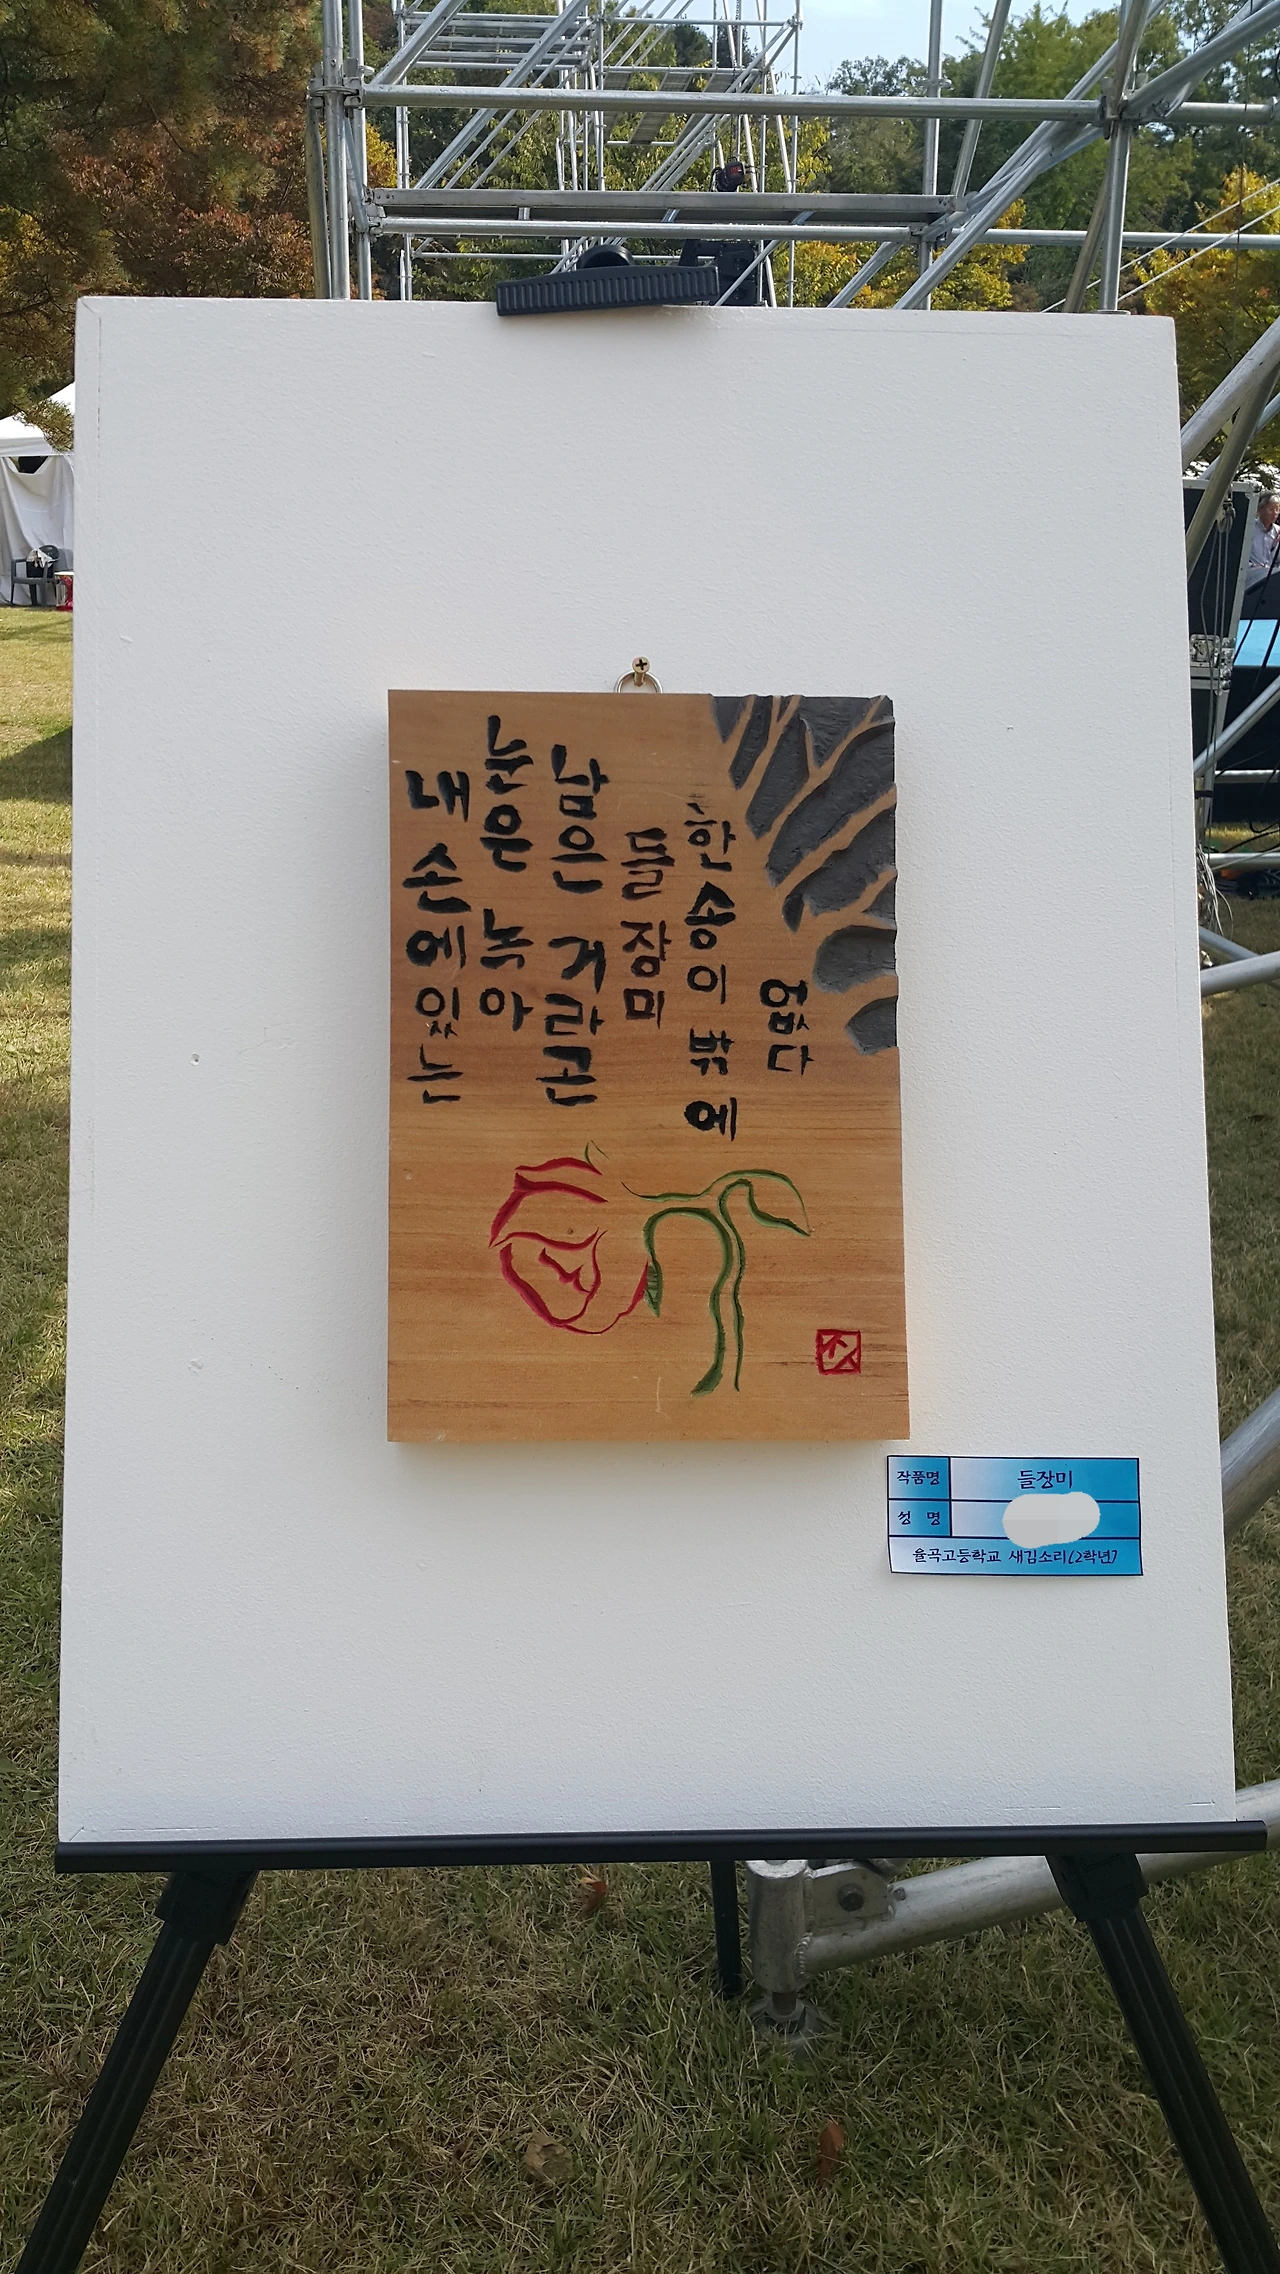 내 손에 있는
눈은 녹아
남은 거라곤
들장미
한송이 밖에
없다
작품명 들장미
성 명
율곡고등학교 새김소리(2학년)